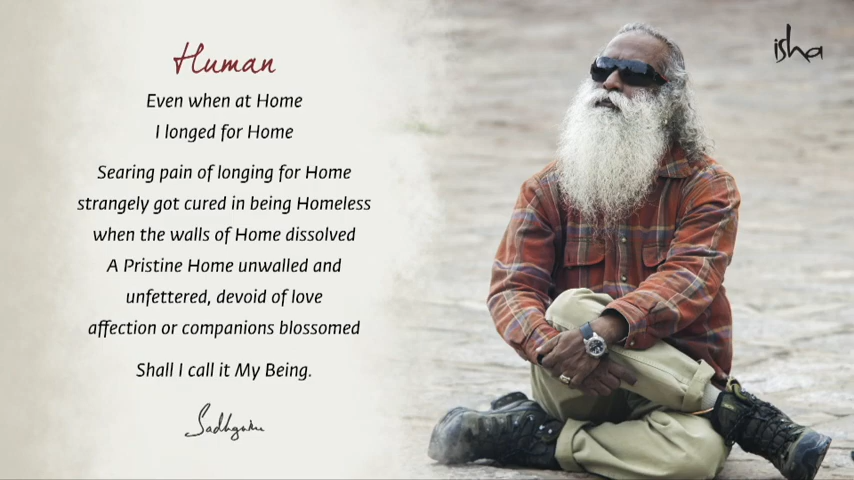 Human
Even when at Home
I longed for Home
Searing pain of longing for Home
strangely got cured in being Homeless
when the walls of Home dissolved
A Pristine Home unwalled and
unfettered, devoid of love
affection or companions blossomed
Shall I call it My Being.
Sadhguru
isha